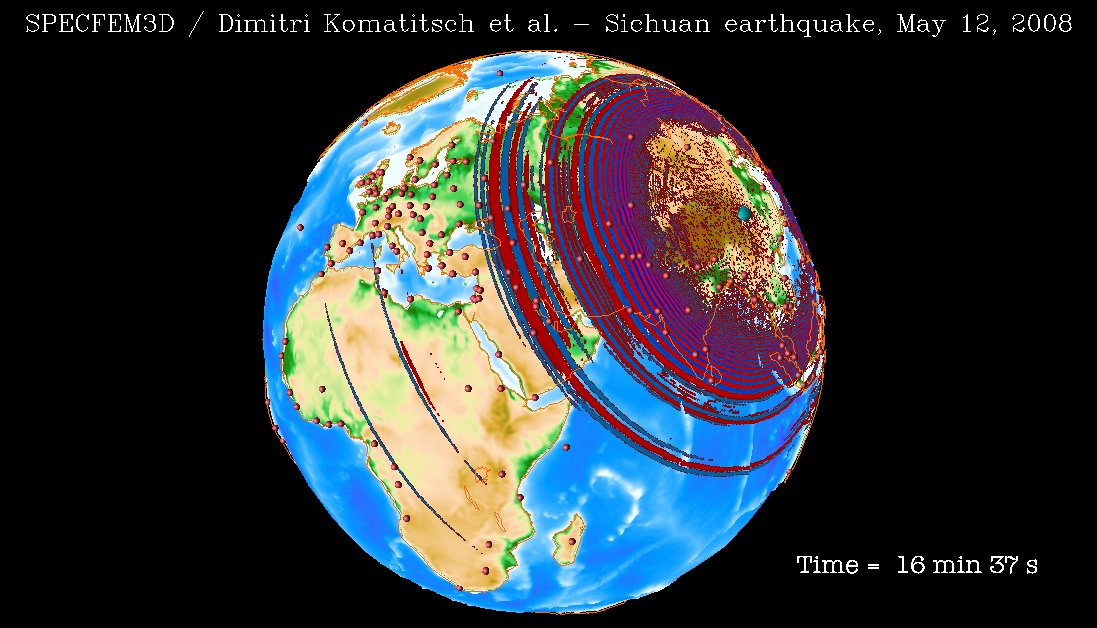 SPECFEM3D / Dimitri Komatitsch et al. – Sichuan earthquake, May 12, 2008
Time = 16 min 37 s